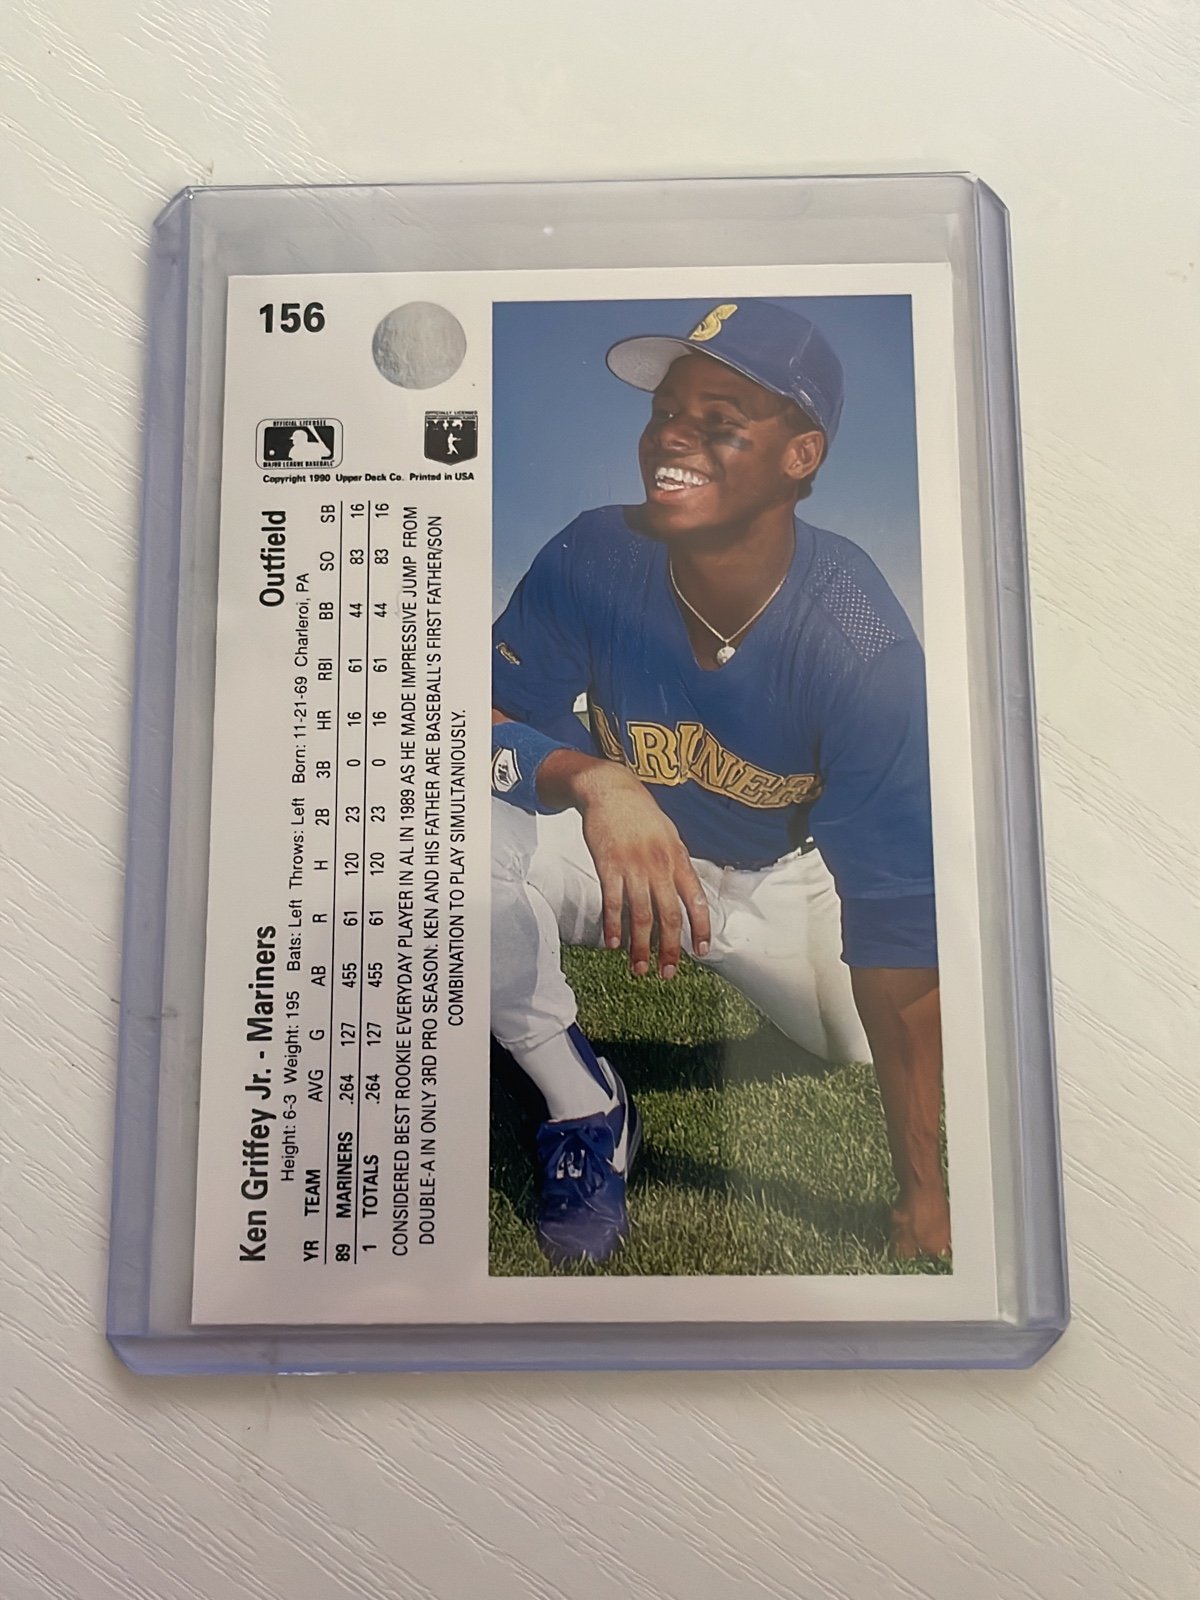 156
OFFICIAL LICENSEE
MAJOR LEAGUE BASEBALL
OFFICIALLY LICENSED
Copyright 1990 Upper Deck Co. Printed in USA
Ken Griffey Jr. - Mariners Outfield
Height: 6-3 Weight: 195 Bats: Left Throws: Left Born: 11-21-69 Charleroi, PA
YR TEAM AVG G AB R H 2B 3B HR RBI BB SO SB
89 MARINERS .264 127 455 61 120 23 0 16 61 44 83 16
1 TOTALS .264 127 455 61 120 23 0 16 61 44 83 16
CONSIDERED BEST ROOKIE EVERYDAY PLAYER IN AL IN 1989 AS HE MADE IMPRESSIVE JUMP FROM
DOUBLE-A IN ONLY 3RD PRO SEASON. KEN AND HIS FATHER ARE BASEBALL'S FIRST FATHER/SON
COMBINATION TO PLAY SIMULTANIOUSLY.
S
ARINER